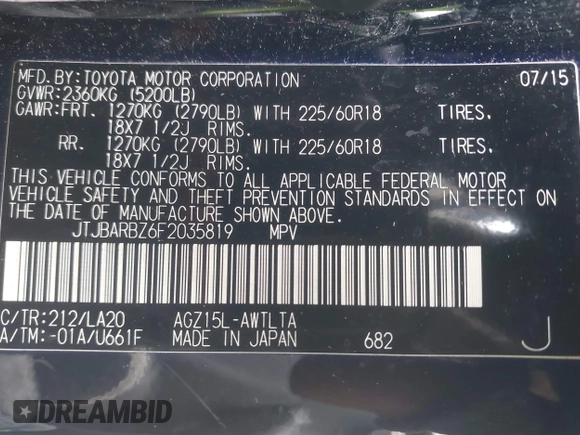 MFD.BY:TOYOTA MOTOR CORPORATION 07/15
GVWR:2360KG (5200LB)
GAWR:FRT. 1270KG (2790LB) WITH 225/60R18 TIRES.
18X7 1/2J RIMS.
RR. 1270KG (2790LB) WITH 225/60R18 TIRES.
18X7 1/2J RIMS.
THIS VEHICLE CONFORMS TO ALL APPLICABLE FEDERAL MOTOR
VEHICLE SAFETY AND THEFT PREVENTION STANDARDS IN EFFECT ON
THE DATE OF MANUFACTURE SHOWN ABOVE.
JTJBARBZ6F2035819 MPV
C/TR:212/LA20 AGZ15L-AWTLTA
A/TM:-01A/U661F MADE IN JAPAN 682 J
DREAMBID